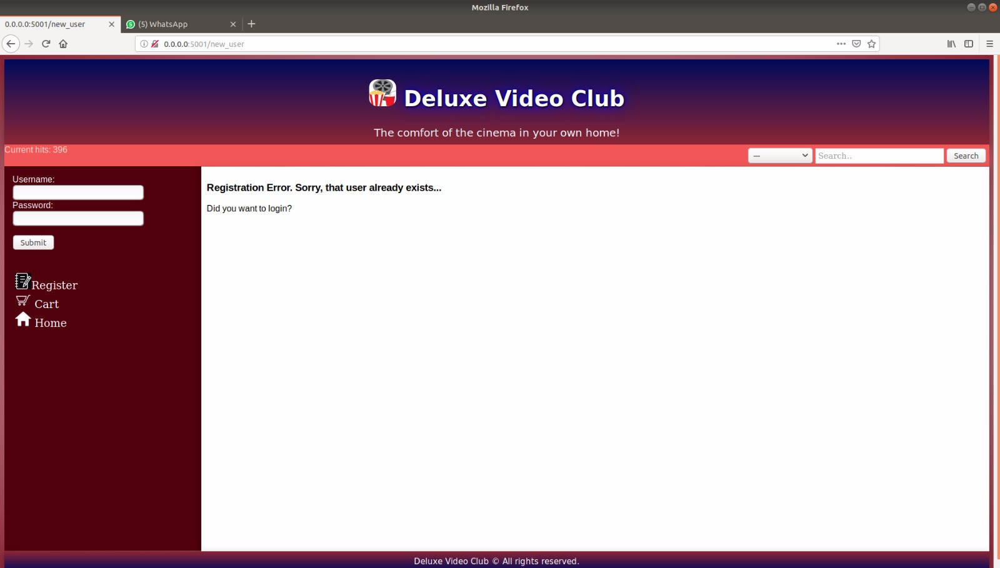 Mozilla Firefox
0.0.0.0:5001/new_user
(5) WhatsApp
0.0.0.0:5001/new_user
Deluxe Video Club
The comfort of the cinema in your own home!
Current hits: 396
---
Search..
Search
Username:
Password:
Submit
Register
Cart
Home
Registration Error. Sorry, that user already exists...
Did you want to login?
Deluxe Video Club © All rights reserved.